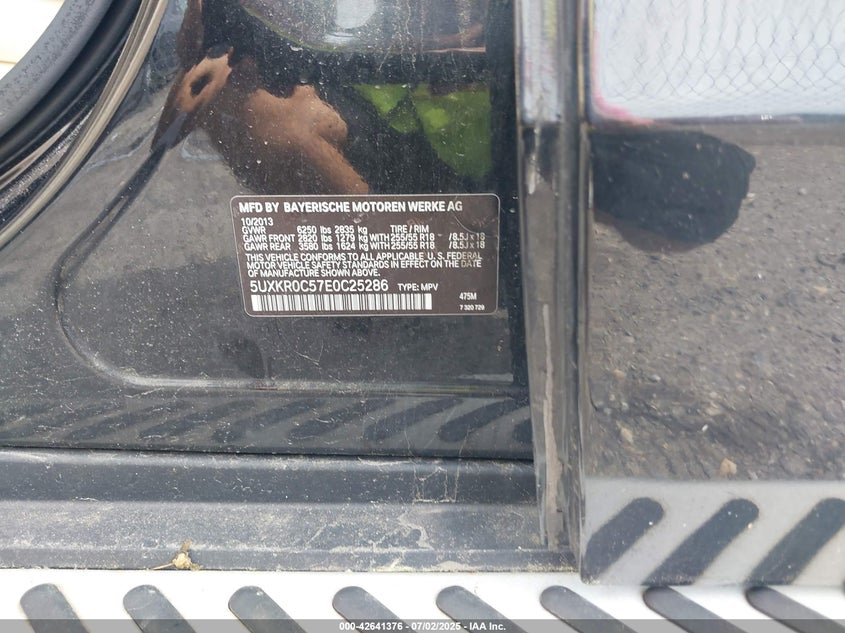 MFD BY BAYERISCHE MOTOREN WERKE AG
10/2013
GVWR 6250 lbs 2835 kg TIRE / RIM
GAWR FRONT 2820 lbs 1279 kg WITH 255/55 R18 /8.5J x 18
GAWR REAR 3580 lbs 1624 kg WITH 255/55 R18 /8.5J x 18
THIS VEHICLE CONFORMS TO ALL APPLICABLE U. S. FEDERAL
MOTOR VEHICLE SAFETY STANDARDS IN EFFECT ON THE DATE
OF MANUFACTURE SHOWN ABOVE.
5UXKR0C57E0C25286 TYPE: MPV
475M
7 320 729
000-42641376 - 07/02/2025 - IAA Inc.